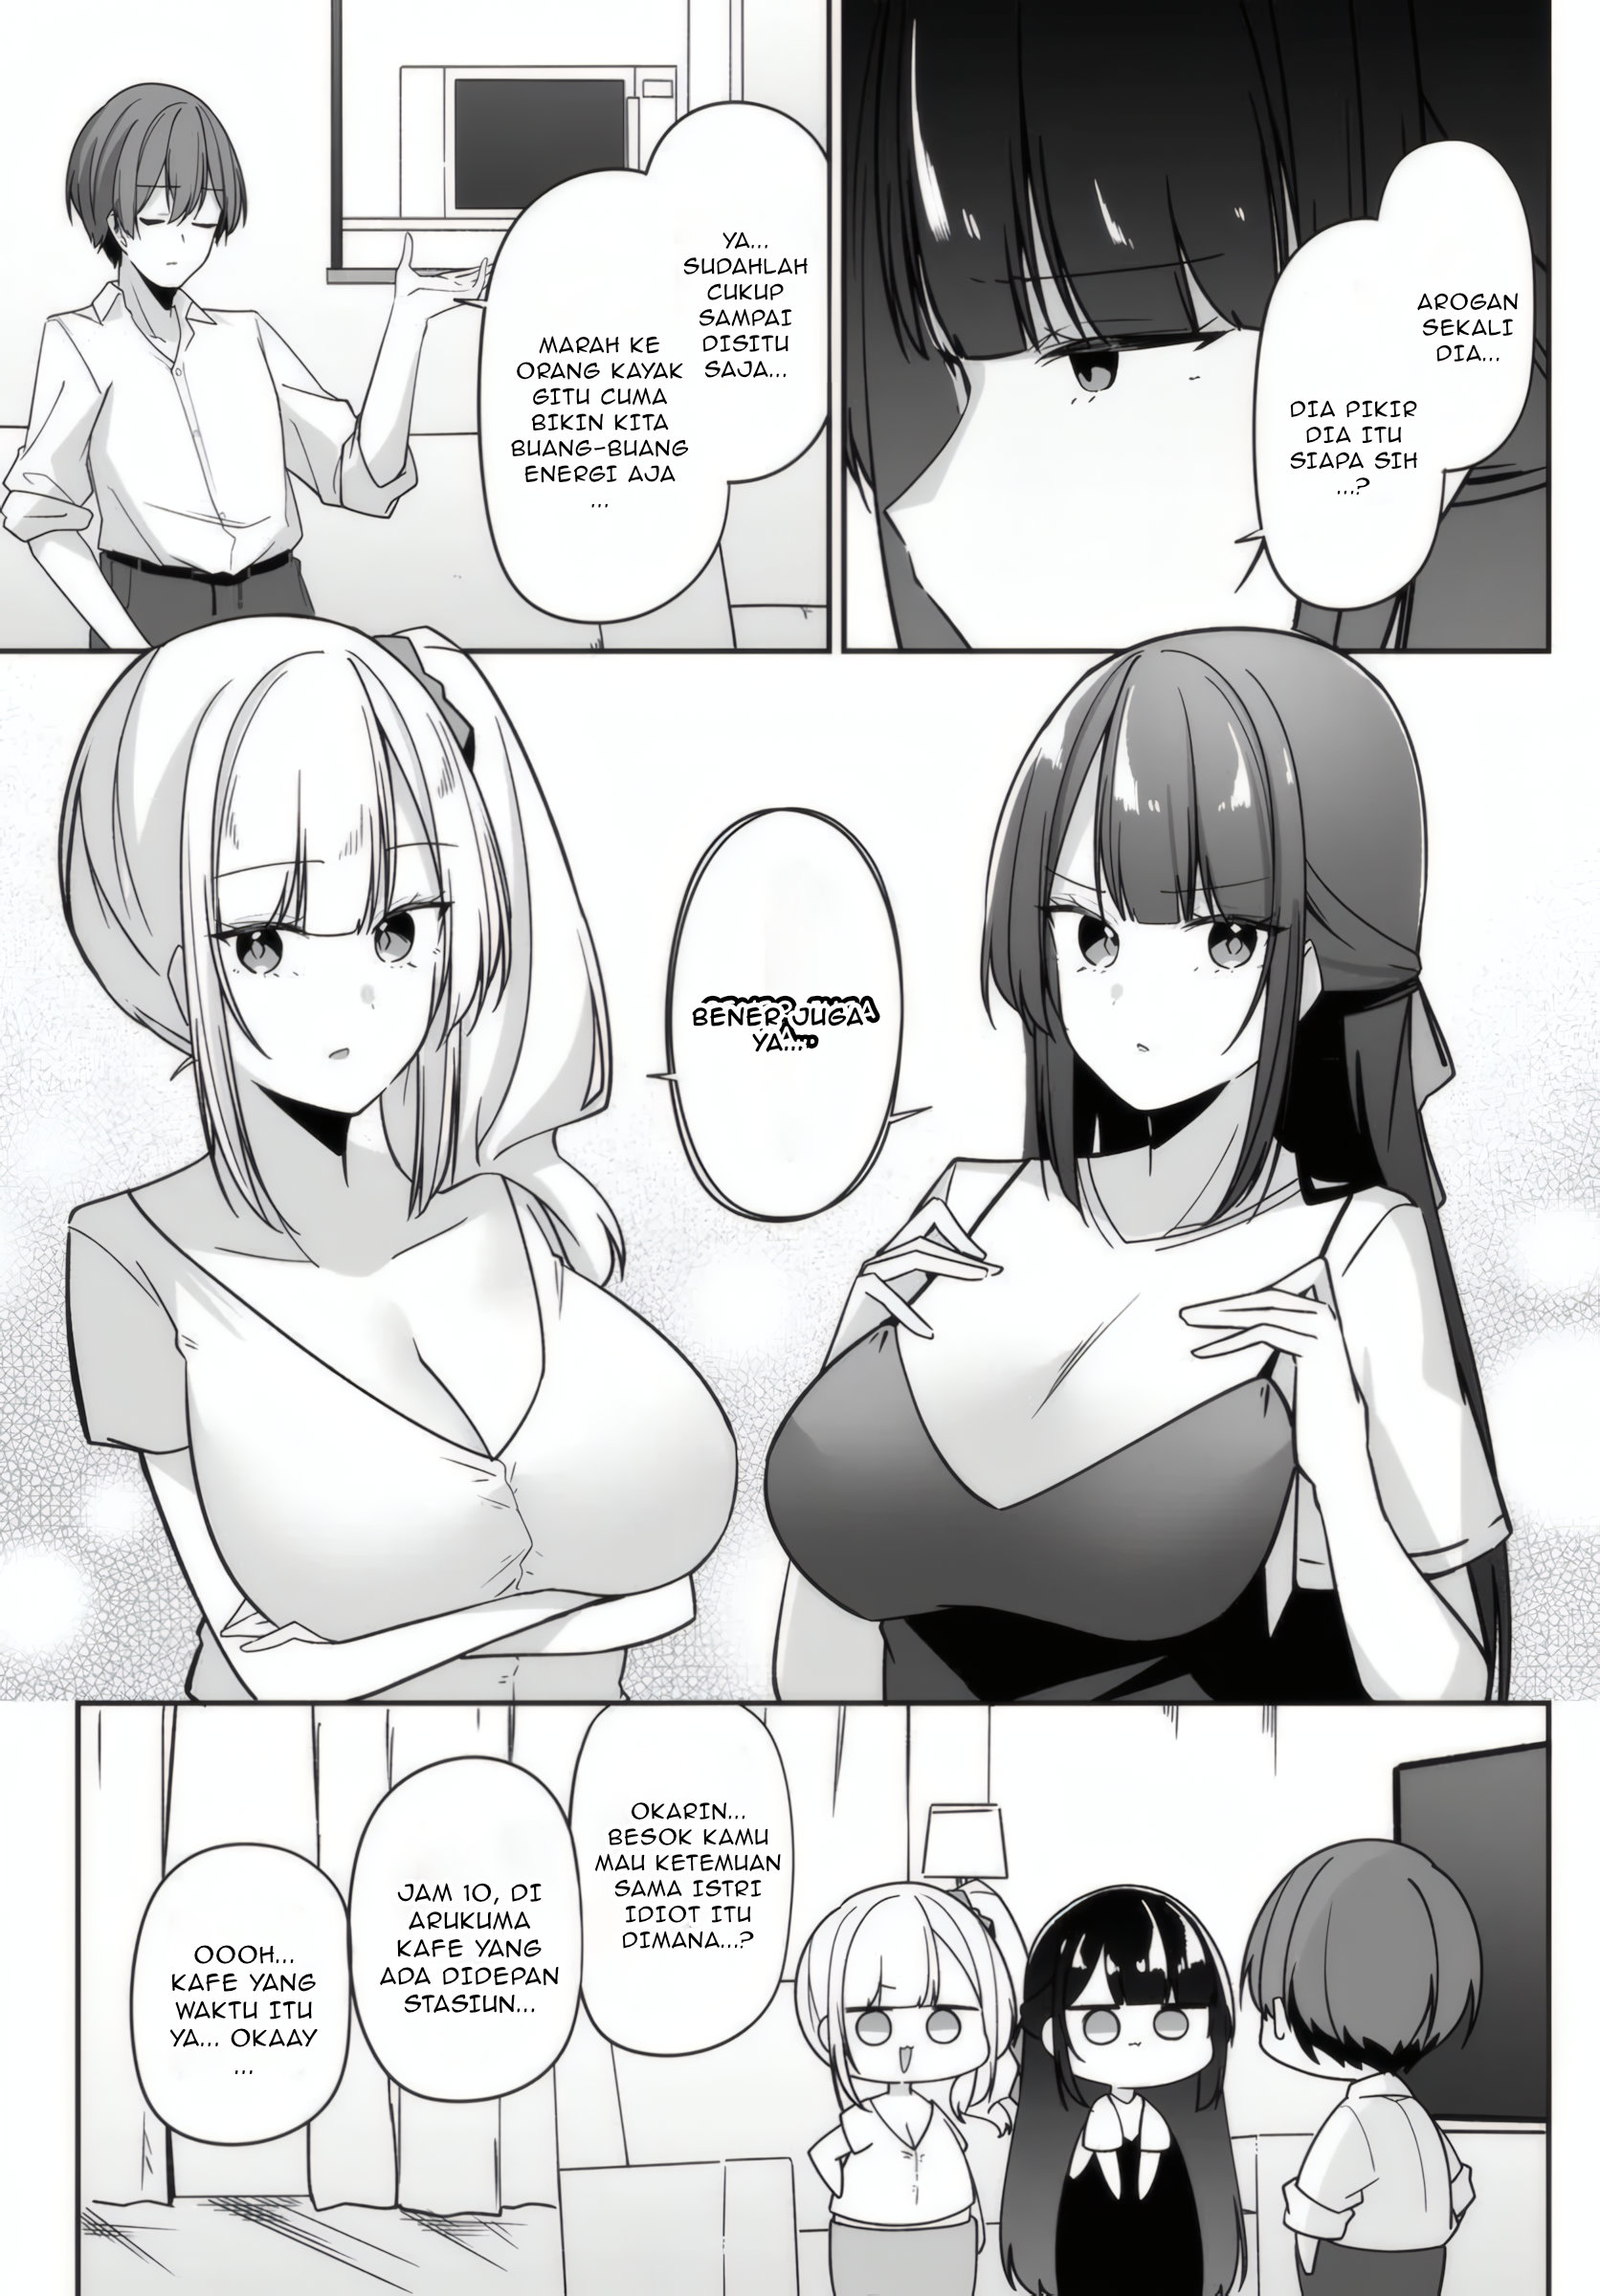 AROGAN
SEKALI
DIA...
DIA PIKIR
DIA ITU
SIAPA SIH
...?
YA...
SUDAHLAH
CUKUP
SAMPAI
DISITU
SAJA...
MARAH KE
ORANG KAYAK
GITU CUMA
BIKIN KITA
BUANG-BUANG
ENERGI AJA
...
BENER JUGA
YA...
OKARIN...
BESOK KAMU
MAU KETEMUAN
SAMA ISTRI
IDIOT ITU
DIMANA...?
JAM 10, DI
ARUKUMA
KAFE YANG
ADA DIDEPAN
STASIUN...
OOOH...
KAFE YANG
WAKTU ITU
YA... OKAAY
...